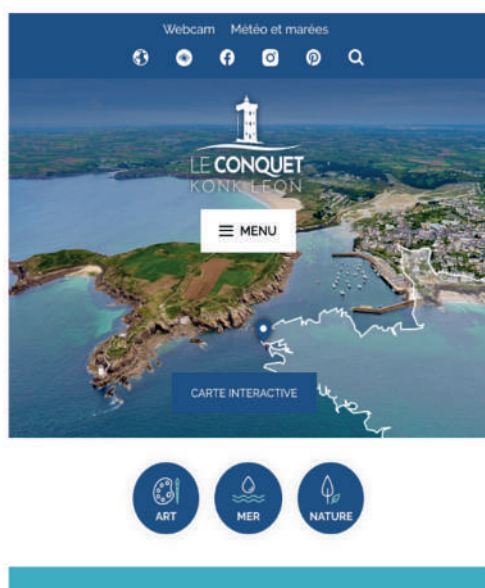 Webcam Météo et marées
LE CONQUET
KONK LEON
MENU
CARTE INTERACTIVE
ART MER NATURE